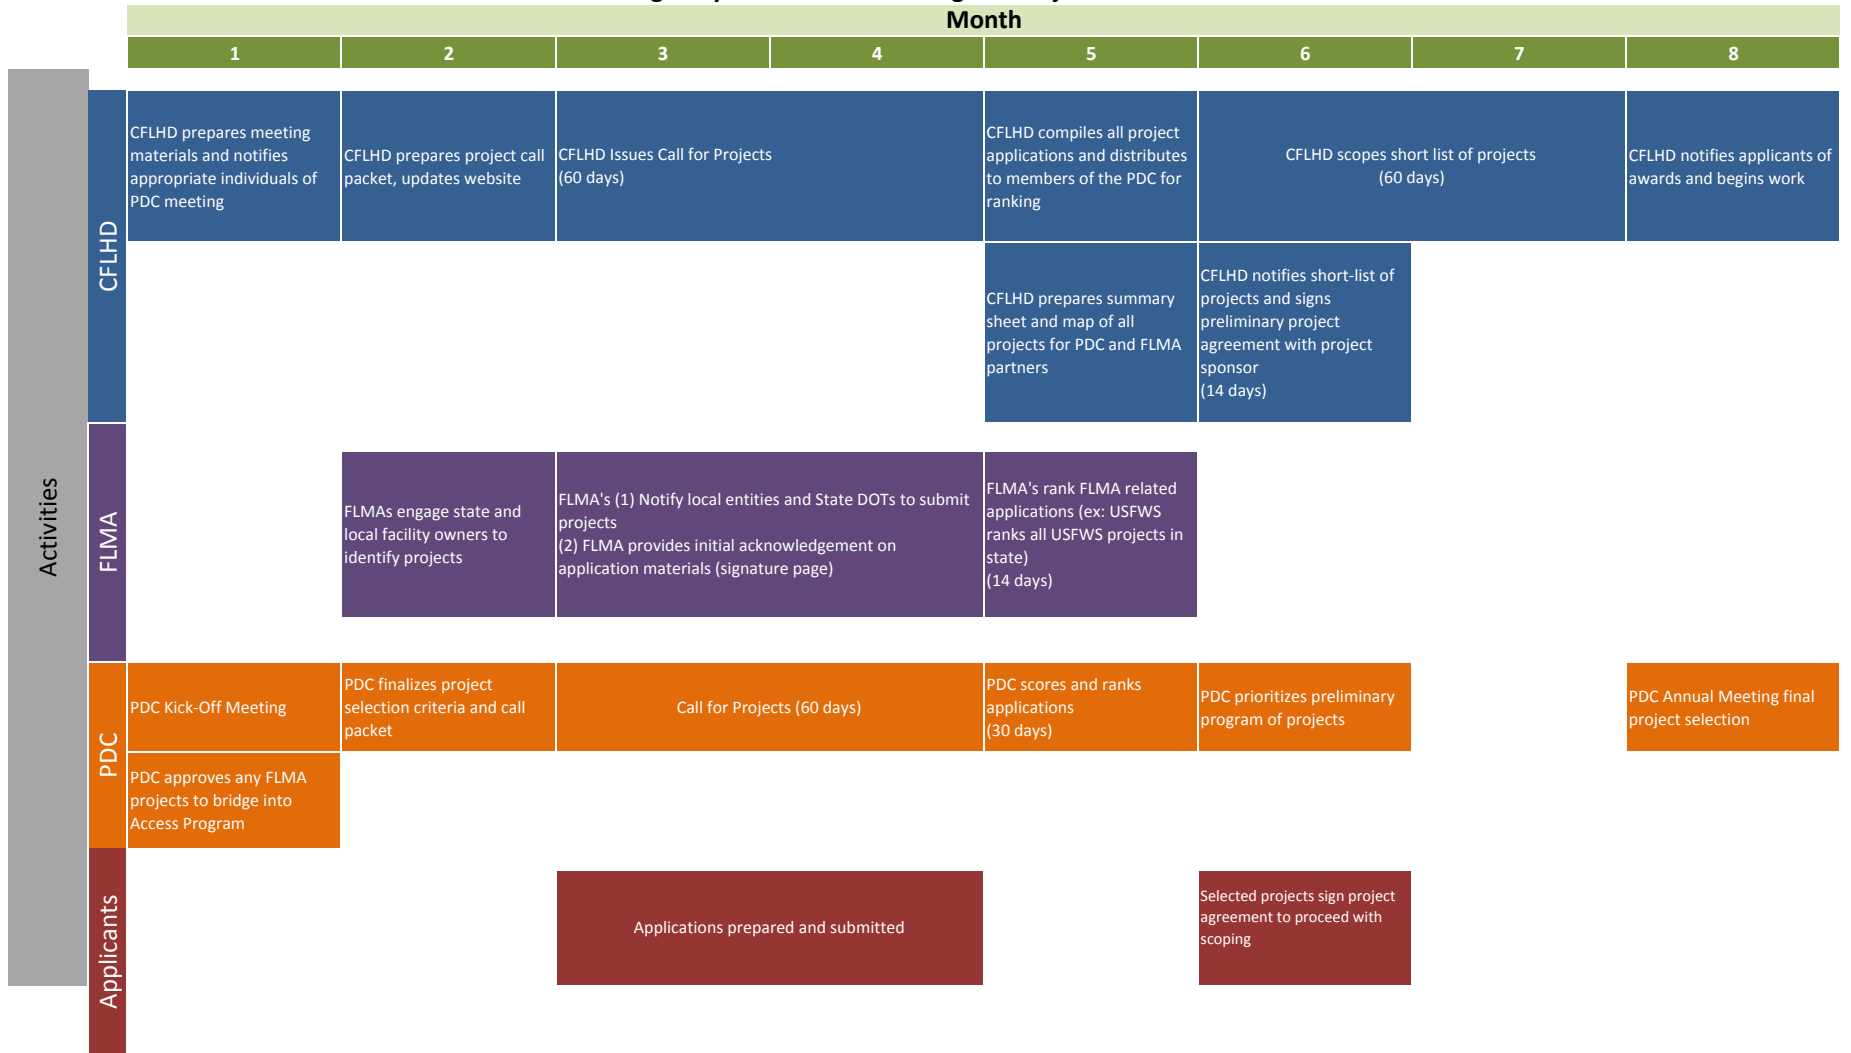 Month
1 2 3 4 5 6 7 8
Activities
CFLHD
CFLHD prepares meeting
materials and notifies
appropriate individuals of
PDC meeting
CFLHD prepares project call
packet, updates website
CFLHD Issues Call for Projects
(60 days)
CFLHD compiles all project
applications and distributes
to members of the PDC for
ranking
CFLHD scopes short list of projects
(60 days)
CFLHD notifies applicants of
awards and begins work
CFLHD prepares summary
sheet and map of all
projects for PDC and FLMA
partners
CFLHD notifies short-list of
projects and signs
preliminary project
agreement with project
sponsor
(14 days)
FLMA
FLMAs engage state and
local facility owners to
identify projects
FLMA's (1) Notify local entities and State DOTs to submit
projects
(2) FLMA provides initial acknowledgement on
application materials (signature page)
FLMA's rank FLMA related
applications (ex: USFWS
ranks all USFWS projects in
state)
(14 days)
PDC
PDC Kick-Off Meeting
PDC finalizes project
selection criteria and call
packet
Call for Projects (60 days)
PDC scores and ranks
applications
(30 days)
PDC prioritizes preliminary
program of projects
PDC Annual Meeting final
project selection
PDC approves any FLMA
projects to bridge into
Access Program
Applicants
Applications prepared and submitted
Selected projects sign project
agreement to proceed with
scoping